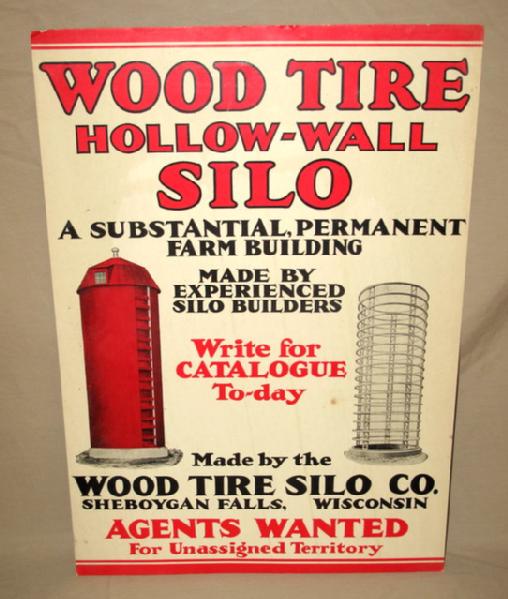 WOOD TIRE
HOLLOW-WALL
SILO
A SUBSTANTIAL, PERMANENT
FARM BUILDING
MADE BY
EXPERIENCED
SILO BUILDERS
Write for
CATALOGUE
To-day
Made by the
WOOD TIRE SILO CO.
SHEBOYGAN FALLS, WISCONSIN
AGENTS WANTED
For Unassigned Territory